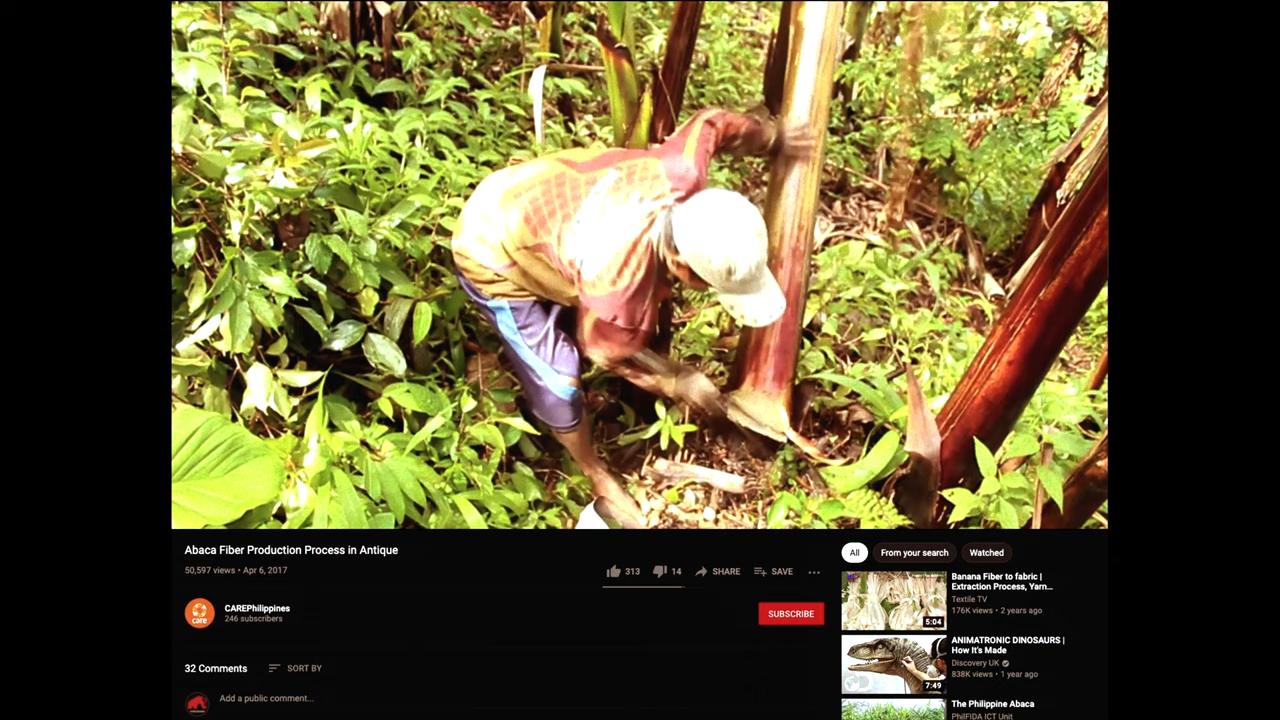 Abaca Fiber Production Process in Antique
50,597 views • Apr 6, 2017
313
14
SHARE
SAVE
care
CAREPhilippines
246 subscribers
SUBSCRIBE
32 Comments
SORT BY
Add a public comment...
All
From your search
Watched
Banana Fiber to fabric |
Extraction Process, Yarn...
Textile TV
176K views • 2 years ago
5:04
ANIMATRONIC DINOSAURS |
How It's Made
Discovery UK
838K views • 1 year ago
7:49
The Philippine Abaca
PhilFIDA ICT Unit